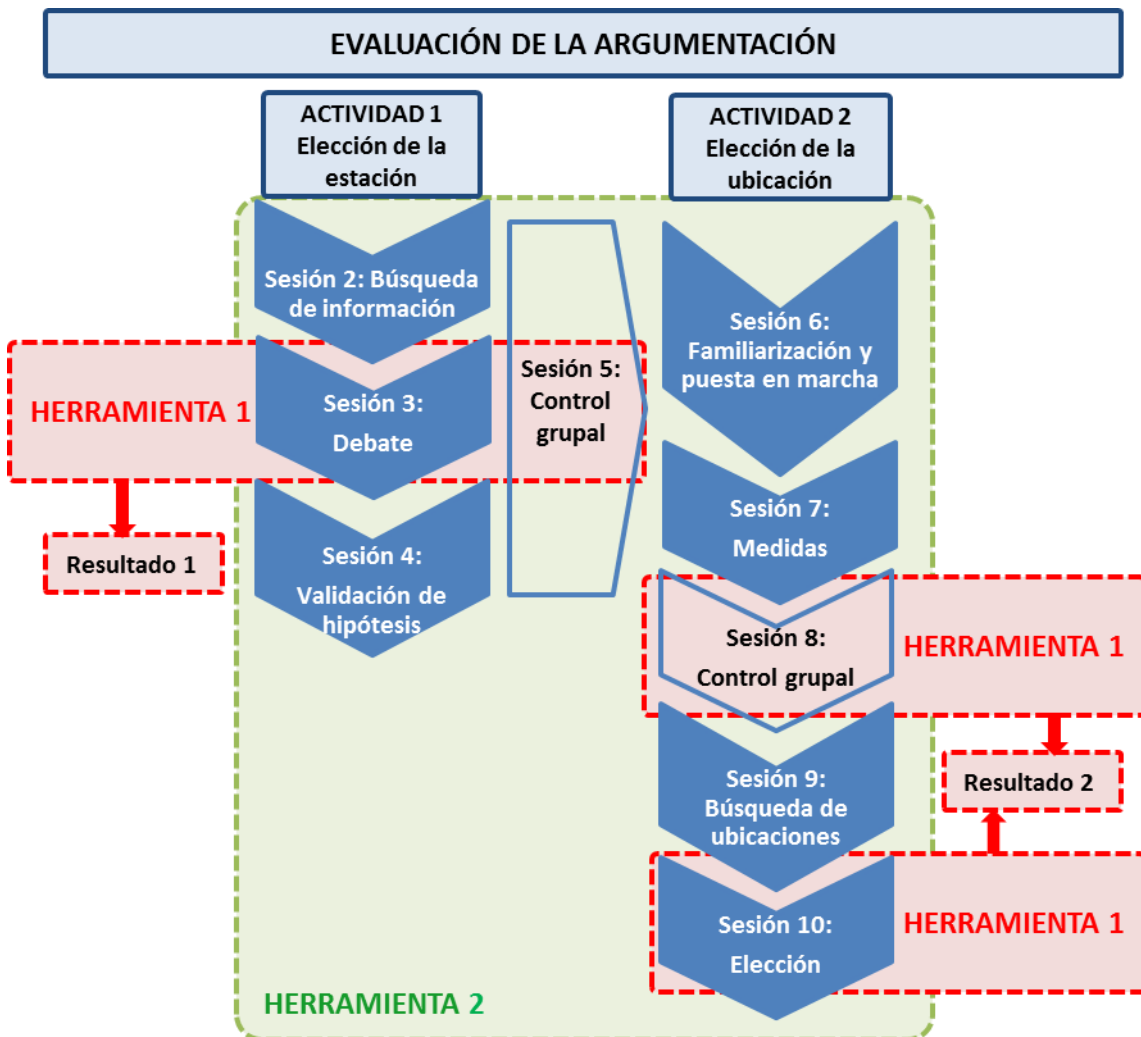 EVALUACIÓN DE LA ARGUMENTACIÓN
ACTIVIDAD 1
Elección de la
estación
ACTIVIDAD 2
Elección de la
ubicación
Sesión 2: Búsqueda
de información
HERRAMIENTA 1
Sesión 3:
Debate
Resultado 1
Sesión 4:
Validación de
hipótesis
Sesión 5:
Control
grupal
Sesión 6:
Familiarización y
puesta en marcha
Sesión 7:
Medidas
Sesión 8:
Control grupal
HERRAMIENTA 1
Sesión 9:
Búsqueda de
ubicaciones
Resultado 2
Sesión 10:
Elección
HERRAMIENTA 1
HERRAMIENTA 2